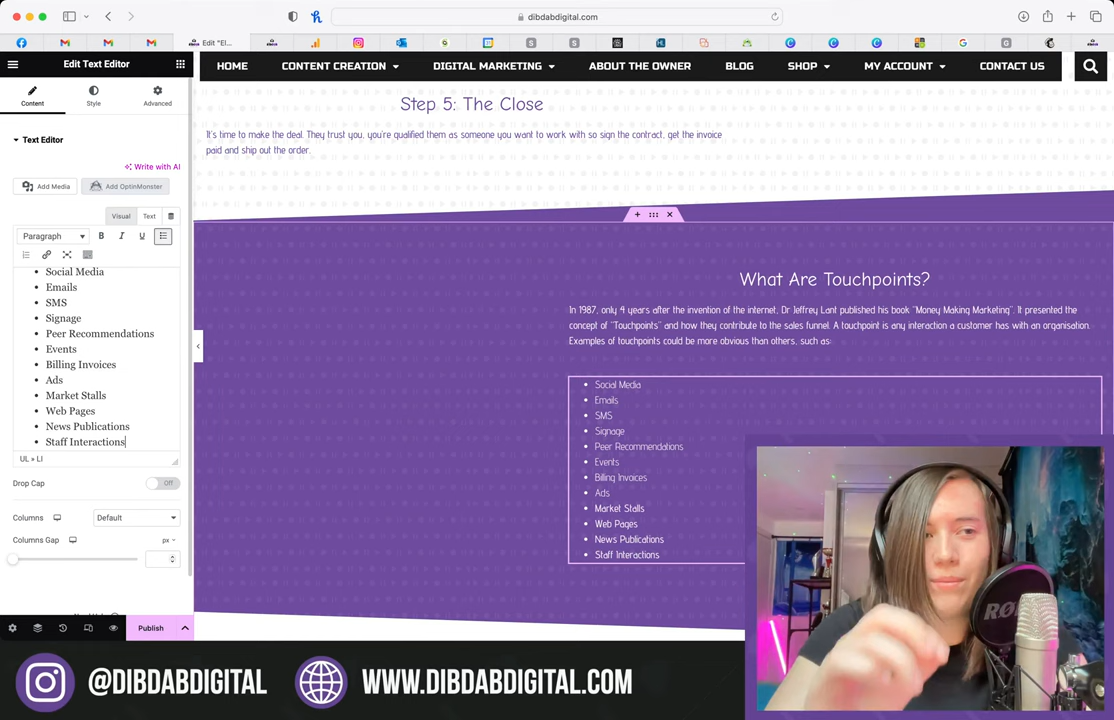 dibdabdigital.com
Edit "El...
Edit Text Editor
HOME
CONTENT CREATION
DIGITAL MARKETING
ABOUT THE OWNER
BLOG
SHOP
MY ACCOUNT
CONTACT US
Content
Style
Advanced
Step 5: The Close
It's time to make the deal. They trust you, you're qualified them as someone you want to work with so sign the contract, get the invoice
paid and ship out the order.
Text Editor
Write with AI
Add Media
Add OptinMonster
Visual
Text
Paragraph
B
I
U
Social Media
Emails
SMS
Signage
Peer Recommendations
Events
Billing Invoices
Ads
Market Stalls
Web Pages
News Publications
Staff Interactions
UL » LI
Drop Cap
Off
Columns
Default
Columns Gap
px
Publish
What Are Touchpoints?
In 1987, only 4 years after the invention of the internet, Dr Jeffrey Lant published his book "Money Making Marketing". It presented the
concept of "Touchpoints" and how they contribute to the sales funnel. A touchpoint is any interaction a customer has with an organisation.
Examples of touchpoints could be more obvious than others, such as:
Social Media
Emails
SMS
Signage
Peer Recommendations
Events
Billing Invoices
Ads
Market Stalls
Web Pages
News Publications
Staff Interactions
RØDE
@DIBDABDIGITAL
WWW.DIBDABDIGITAL.COM